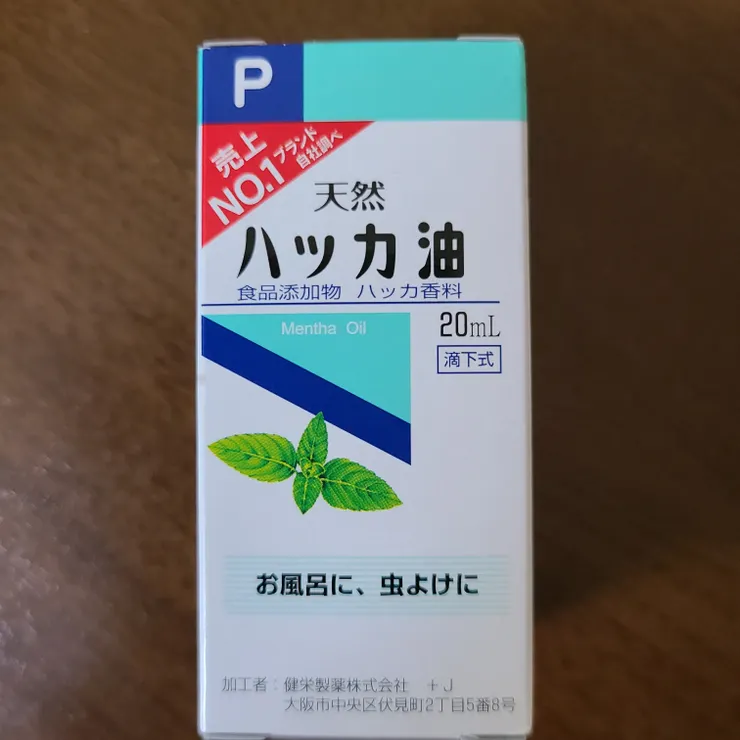 P
売上
NO.1
ブランド
自社調べ
天然
ハッカ油
食品添加物 ハッカ香料
Mentha Oil
20mL
滴下式
お風呂に、虫よけに
加工者：健栄製薬株式会社 +J
大阪市中央区伏見町2丁目5番8号